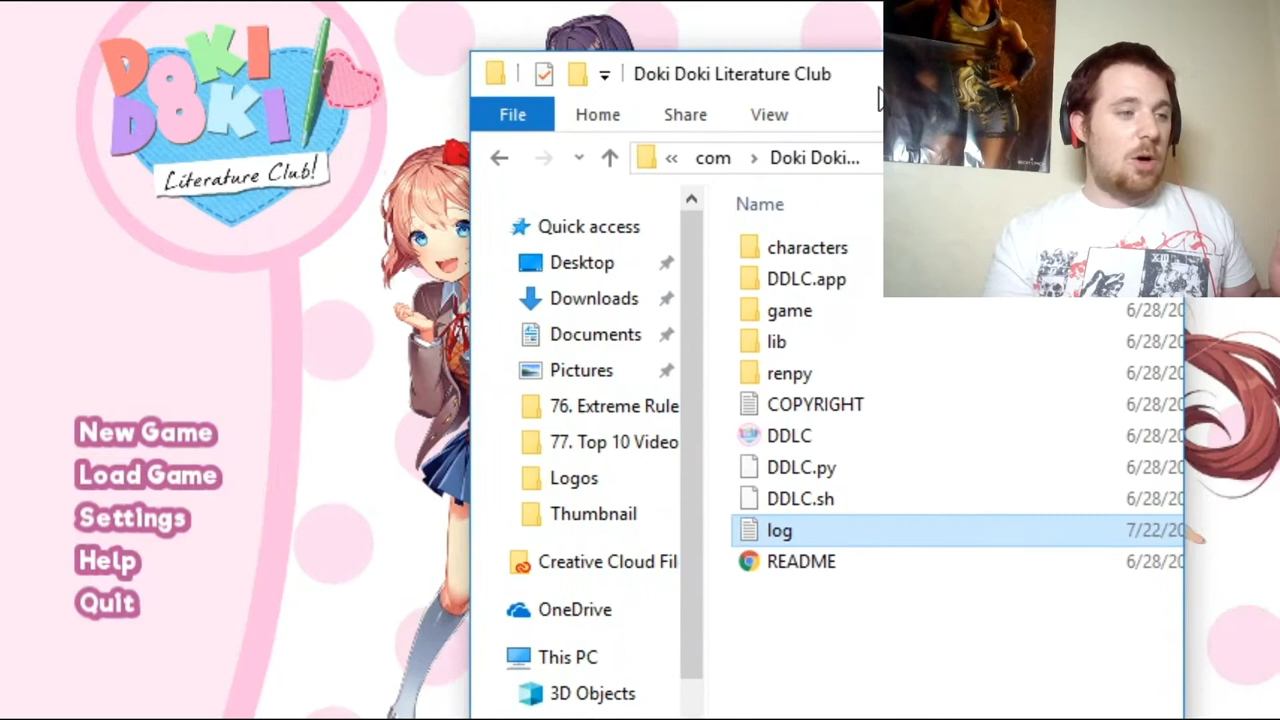 DOKI
DOKI
Literature Club!
New Game
Load Game
Settings
Help
Quit
Doki Doki Literature Club
File
Home
Share
View
« com > Doki Doki...
Quick access
Desktop
Downloads
Documents
Pictures
76. Extreme Rule
77. Top 10 Video
Logos
Thumbnail
Creative Cloud Fil
OneDrive
This PC
3D Objects
Name
characters
DDLC.app
game 6/28/20
lib 6/28/20
renpy 6/28/20
COPYRIGHT 6/28/20
DDLC 6/28/20
DDLC.py 6/28/20
DDLC.sh 6/28/20
log 7/22/20
README 6/28/20
XIII